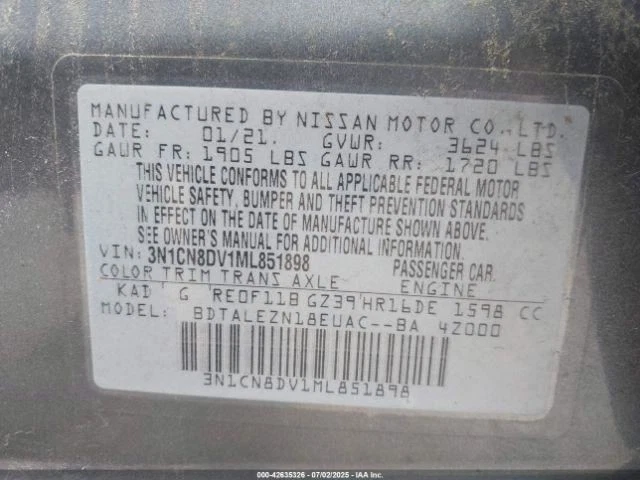 MANUFACTURED BY NISSAN MOTOR CO., LTD.
DATE: 01/21. GVWR: 3624 LBS
GAWR FR: 1905 LBS GAWR RR: 1720 LBS
THIS VEHICLE CONFORMS TO ALL APPLICABLE FEDERAL MOTOR
VEHICLE SAFETY, BUMPER AND THEFT PREVENTION STANDARDS
IN EFFECT ON THE DATE OF MANUFACTURE SHOWN ABOVE.
SEE OWNER'S MANUAL FOR ADDITIONAL INFORMATION.
VIN: 3N1CN8DV1ML851898 PASSENGER CAR
COLOR TRIM TRANS AXLE ENGINE
KAD G RE0F11B GZ39 HR16DE 1598 CC
MODEL: BDTALEZN18EUAC--BA 4Z000
3N1CN8DV1ML851898
000-42635326 - 07/02/2025 - IAA Inc.